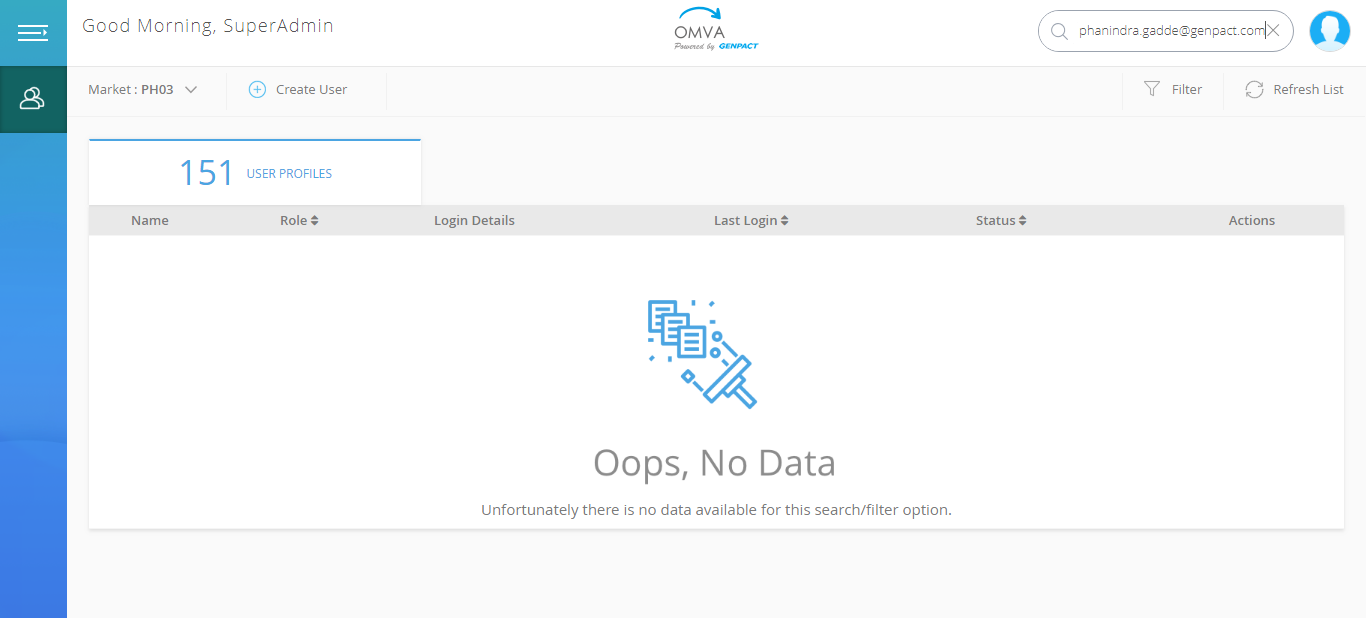 Good Morning, SuperAdmin
OMVA
Powered by GENPACT
phanindra.gadde@genpact.com
Market : PH03
Create User
Filter
Refresh List
151 USER PROFILES
Name Role Login Details Last Login Status Actions
Oops, No Data
Unfortunately there is no data available for this search/filter option.